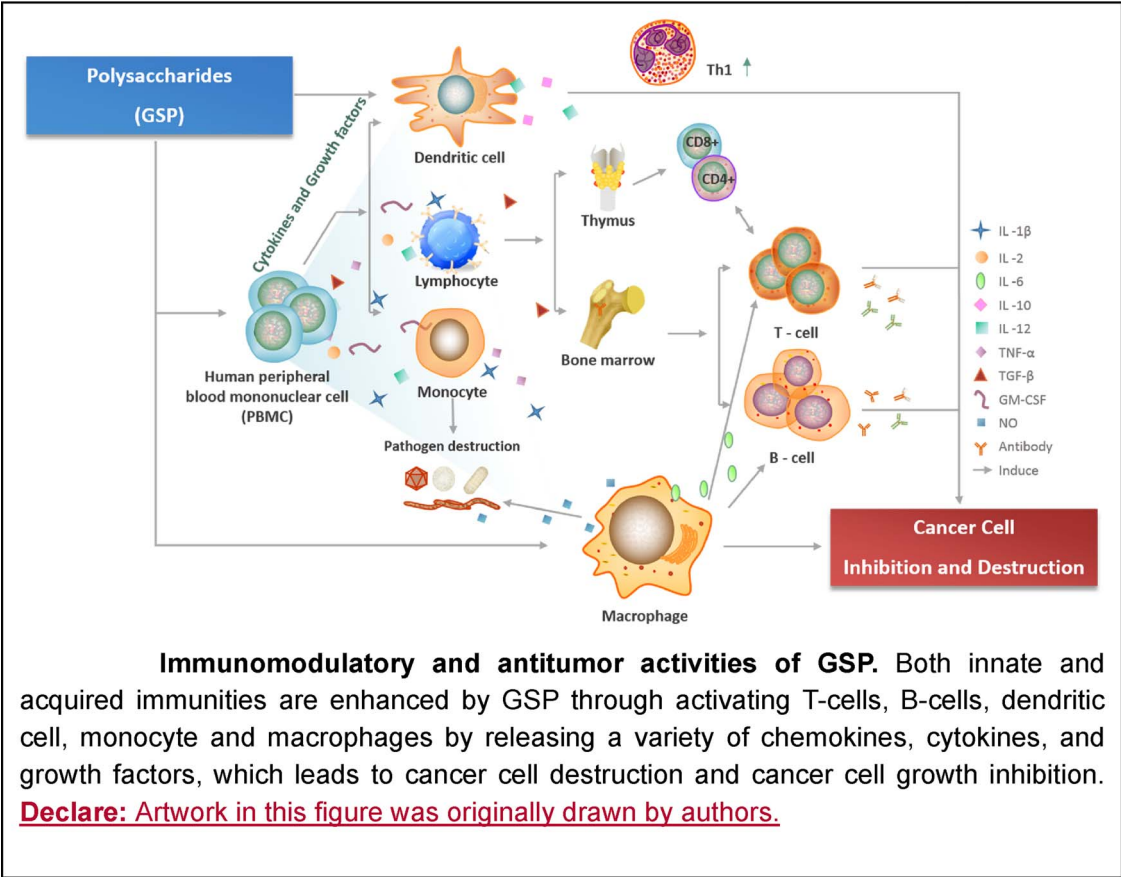 Polysaccharides
(GSP)
Cytokines and Growth factors
Dendritic cell
Th1
Lymphocyte
Thymus
CD8+
CD4+
Human peripheral
blood mononuclear cell
(PBMC)
Monocyte
Bone marrow
T - cell
B - cell
Pathogen destruction
Macrophage
IL -1β
IL -2
IL -6
IL -10
IL -12
TNF-α
TGF-β
GM-CSF
NO
Antibody
Induce
Cancer Cell
Inhibition and Destruction
Immunomodulatory and antitumor activities of GSP. Both innate and
acquired immunities are enhanced by GSP through activating T-cells, B-cells, dendritic
cell, monocyte and macrophages by releasing a variety of chemokines, cytokines, and
growth factors, which leads to cancer cell destruction and cancer cell growth inhibition.
Declare: Artwork in this figure was originally drawn by authors.